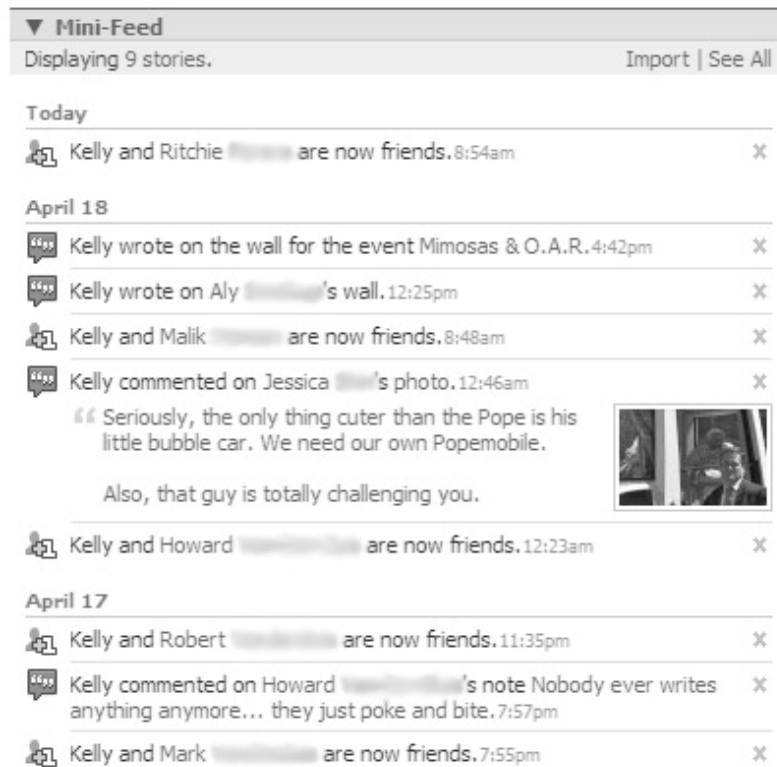 ▼ Mini-Feed
Displaying 9 stories. Import | See All
Today
Kelly and Ritchie are now friends. 8:54am
April 18
Kelly wrote on the wall for the event Mimosas & O.A.R. 4:42pm
Kelly wrote on Aly 's wall. 12:25pm
Kelly and Malik are now friends. 8:48am
Kelly commented on Jessica 's photo. 12:46am
“ Seriously, the only thing cuter than the Pope is his
little bubble car. We need our own Popemobile.
Also, that guy is totally challenging you.
Kelly and Howard are now friends. 12:23am
April 17
Kelly and Robert are now friends. 11:35pm
Kelly commented on Howard 's note Nobody ever writes
anything anymore... they just poke and bite. 7:57pm
Kelly and Mark are now friends. 7:55pm